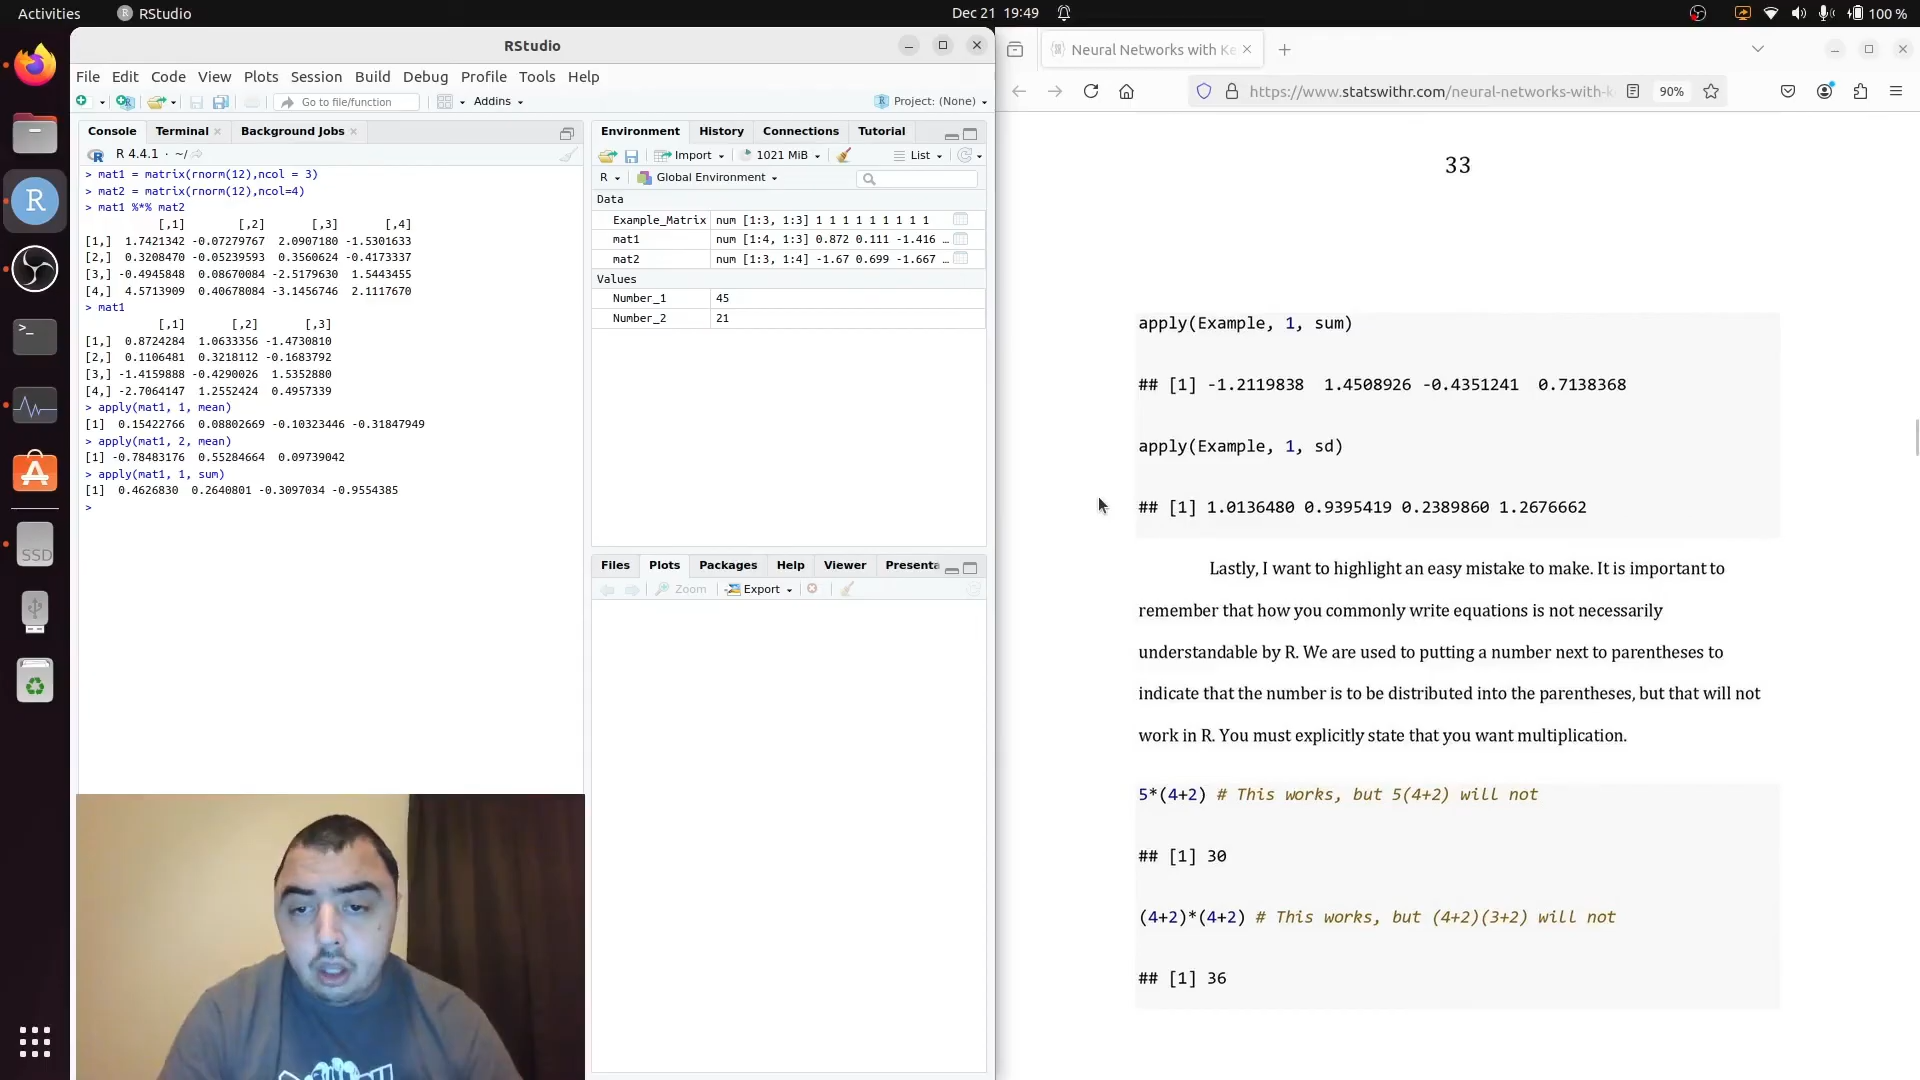 Activities
RStudio
Dec 21 19:49
100 %
RStudio
File Edit Code View Plots Session Build Debug Profile Tools Help
Go to file/function
Addins
Project: (None)
Console Terminal Background Jobs
R 4.4.1 · ~/
> mat1 = matrix(rnorm(12),ncol = 3)
> mat2 = matrix(rnorm(12),ncol=4)
> mat1 %*% mat2
[,1] [,2] [,3] [,4]
[1,] 1.7421342 -0.07279767 2.0907180 -1.5301633
[2,] 0.3208470 -0.05239593 0.3560624 -0.4173337
[3,] -0.4945848 0.08670084 -2.5179630 1.5443455
[4,] 4.5713909 0.40678084 -3.1456746 2.1117670
> mat1
[,1] [,2] [,3]
[1,] 0.8724284 1.0633356 -1.4730810
[2,] 0.1106481 0.3218112 -0.1683792
[3,] -1.4159888 -0.4290026 1.5352880
[4,] -2.7064147 1.2552424 0.4957339
> apply(mat1, 1, mean)
[1] 0.15422766 0.08802669 -0.10323446 -0.31847949
> apply(mat1, 2, mean)
[1] -0.78483176 0.55284664 0.09739042
> apply(mat1, 1, sum)
[1] 0.4626830 0.2640801 -0.3097034 -0.9554385
>
Environment History Connections Tutorial
Import 1021 MiB List
R Global Environment
Data
Example_Matrix num [1:3, 1:3] 1 1 1 1 1 1 1 1 1
mat1 num [1:4, 1:3] 0.872 0.111 -1.416 …
mat2 num [1:3, 1:4] -1.67 0.699 -1.667 …
Values
Number_1 45
Number_2 21
Files Plots Packages Help Viewer Presenta
Zoom Export
SSD
Neural Networks with Ke
https://www.statswithr.com/neural-networks-with-k
90%
33
apply(Example, 1, sum)
## [1] -1.2119838 1.4508926 -0.4351241 0.7138368
apply(Example, 1, sd)
## [1] 1.0136480 0.9395419 0.2389860 1.2676662
Lastly, I want to highlight an easy mistake to make. It is important to
remember that how you commonly write equations is not necessarily
understandable by R. We are used to putting a number next to parentheses to
indicate that the number is to be distributed into the parentheses, but that will not
work in R. You must explicitly state that you want multiplication.
5*(4+2) # This works, but 5(4+2) will not
## [1] 30
(4+2)*(4+2) # This works, but (4+2)(3+2) will not
## [1] 36